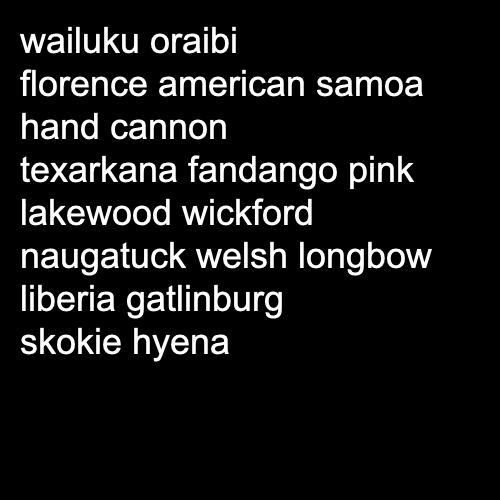 wailuku oraibi
florence american samoa
hand cannon
texarkana fandango pink
lakewood wickford
naugatuck welsh longbow
liberia gatlinburg
skokie hyena